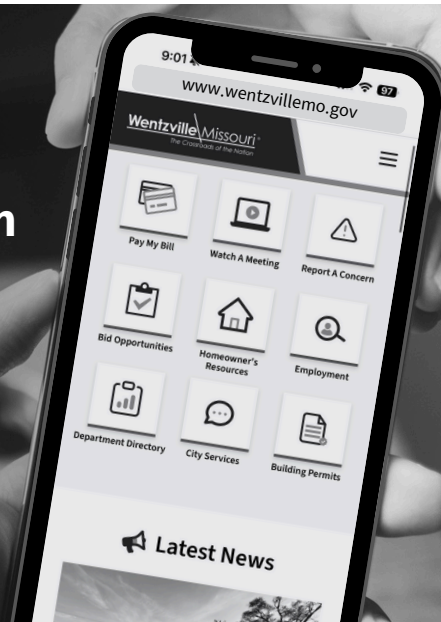 9:01
97
www.wentzvillemo.gov
Wentzville Missouri
The Crossroads of the Nation
n
Pay My Bill
Watch A Meeting
Report A Concern
Bid Opportunities
Homeowner's
Resources
Employment
Department Directory
City Services
Building Permits
Latest News